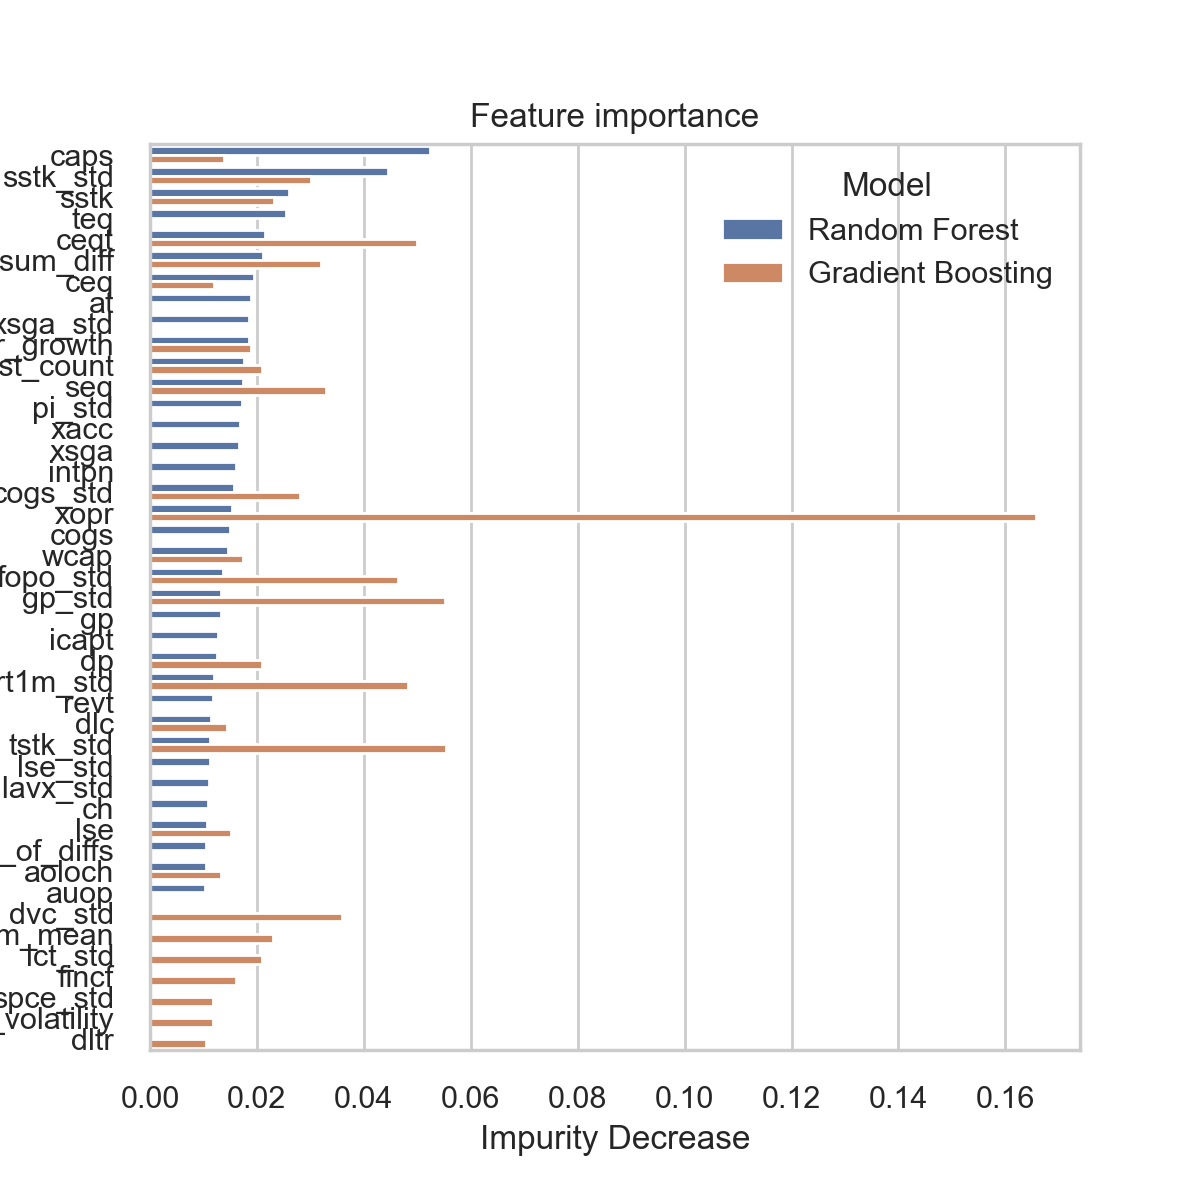 Feature importance
caps
sstk_std
sstk
teq
ceqt
sum_diff
ceq
at
xsga_std
r_growth
st_count
seq
pi_std
xacc
xsga
intpn
cogs_std
xopr
cogs
wcap
fopo_std
gp_std
gp
icapt
dp
rt1m_std
revt
dlc
tstk_std
lse_std
lavx_std
ch
lse
_of_diffs
aoloch
auop
dvc_std
m_mean
lct_std
fincf
spce_std
_volatility
dltr
Model
Random Forest
Gradient Boosting
0.00 0.02 0.04 0.06 0.08 0.10 0.12 0.14 0.16
Impurity Decrease